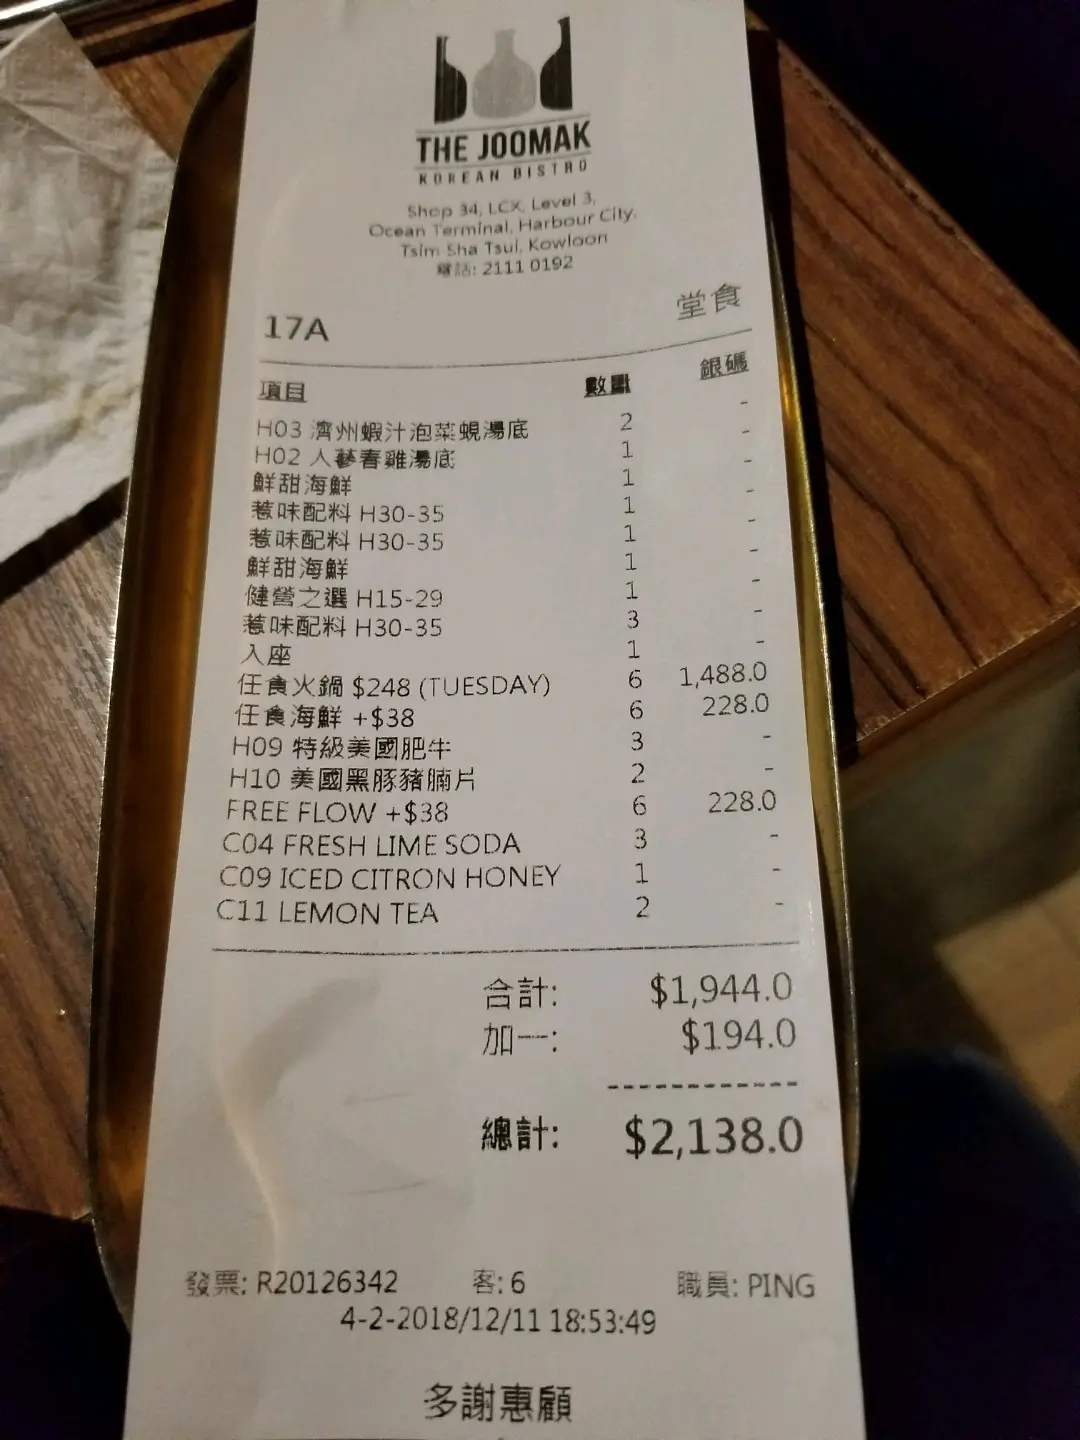 THE JOOMAK
KOREAN BISTRO
Shop 34, LCX, Level 3,
Ocean Terminal, Harbour City,
Tsim Sha Tsui, Kowloon
電話: 2111 0192
17A 堂食
項目 數量 銀碼
H03 濟州蝦汁泡菜蜆湯底 2 -
H02 人蔘春雞湯底 1 -
鮮甜海鮮 1 -
惹味配料 H30-35 1 -
惹味配料 H30-35 1 -
鮮甜海鮮 1 -
健營之選 H15-29 1 -
惹味配料 H30-35 3 -
入座 1 -
任食火鍋 $248 (TUESDAY) 6 1,488.0
任食海鮮 +$38 6 228.0
H09 特級美國肥牛 3 -
H10 美國黑豚豬腩片 2 -
FREE FLOW +$38 6 228.0
C04 FRESH LIME SODA 3 -
C09 ICED CITRON HONEY 1 -
C11 LEMON TEA 2 -
合計: $1,944.0
加一: $194.0
------------
總計: $2,138.0
發票: R20126342 客: 6 職員: PING
4-2-2018/12/11 18:53:49
多謝惠顧